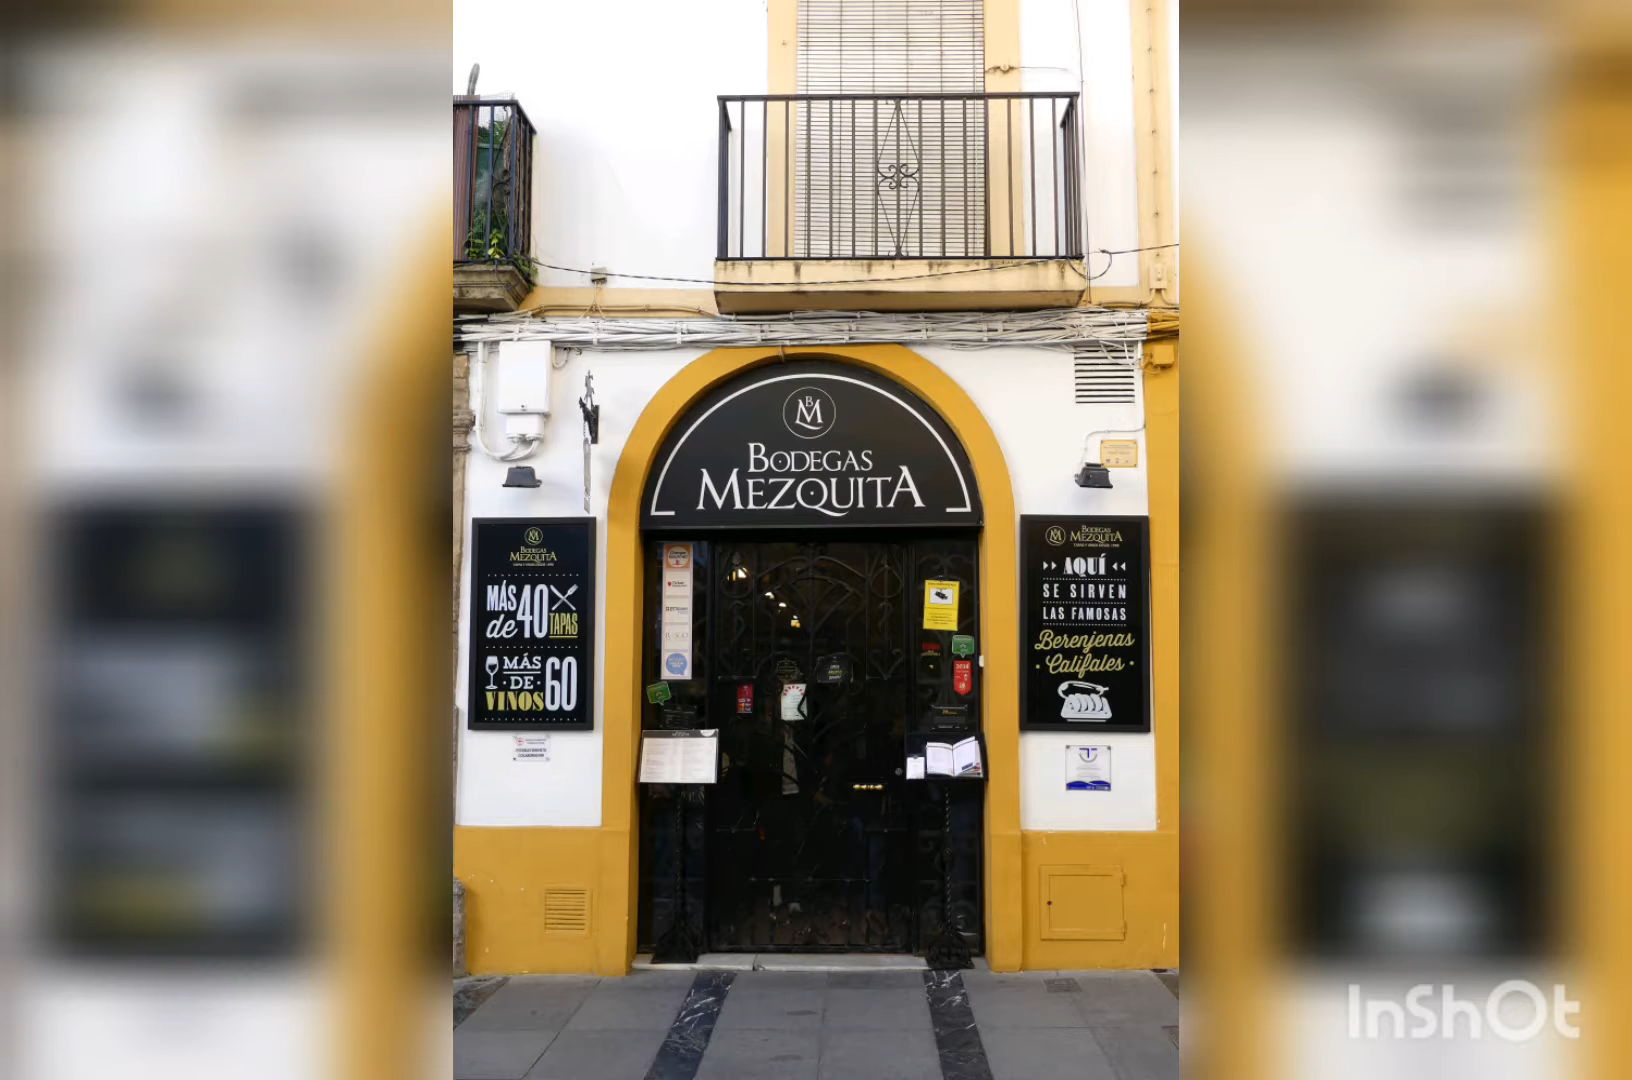 BM
BODEGAS
MEZQUITA
BODEGAS
MEZQUITA
MÁS
de 40 TAPAS
MÁS
DE
VINOS 60
BODEGAS
MEZQUITA
AQUÍ
SE SIRVEN
LAS FAMOSAS
Berenjenas
Califales
InShOt